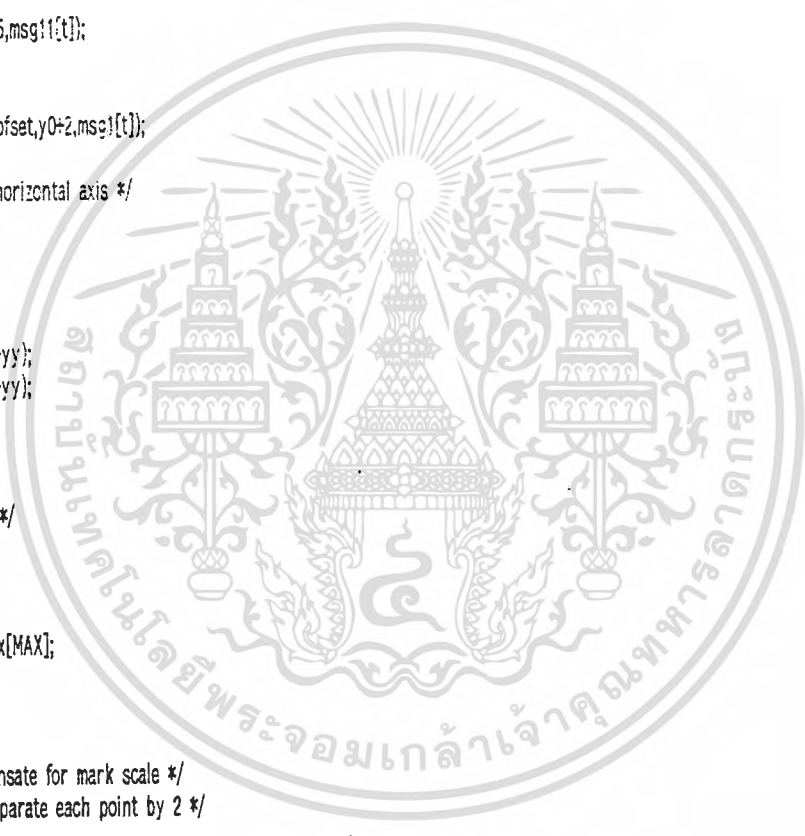 5,msg11[t]);
ofset,y0+2,msg1[t]);
horizontal axis */
yy);
yy);
*/
x[MAX];
nsate for mark scale */
parate each point by 2 */
สถาบันเทคโนโลยีพระจอมเกล้าเจ้าคุณทหารลาดกระบัง